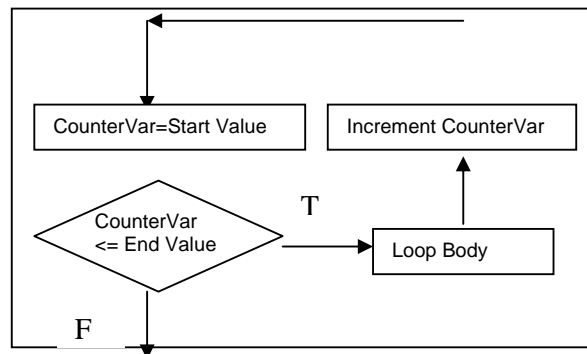 CounterVar=Start Value
Increment CounterVar
CounterVar
<= End Value
T
Loop Body
F